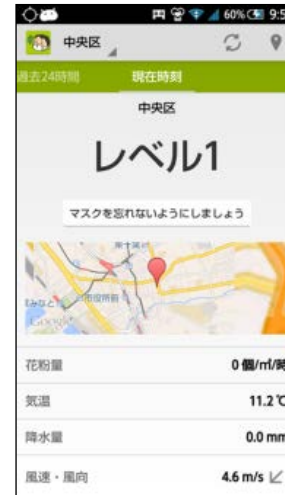 60% 9:5
中央区
過去24時間 現在時刻
中央区
レベル1
マスクを忘れないようにしましょう
Google
花粉量 0 個/㎡/時
気温 11.2 ℃
降水量 0.0 mm
風速・風向 4.6 m/s